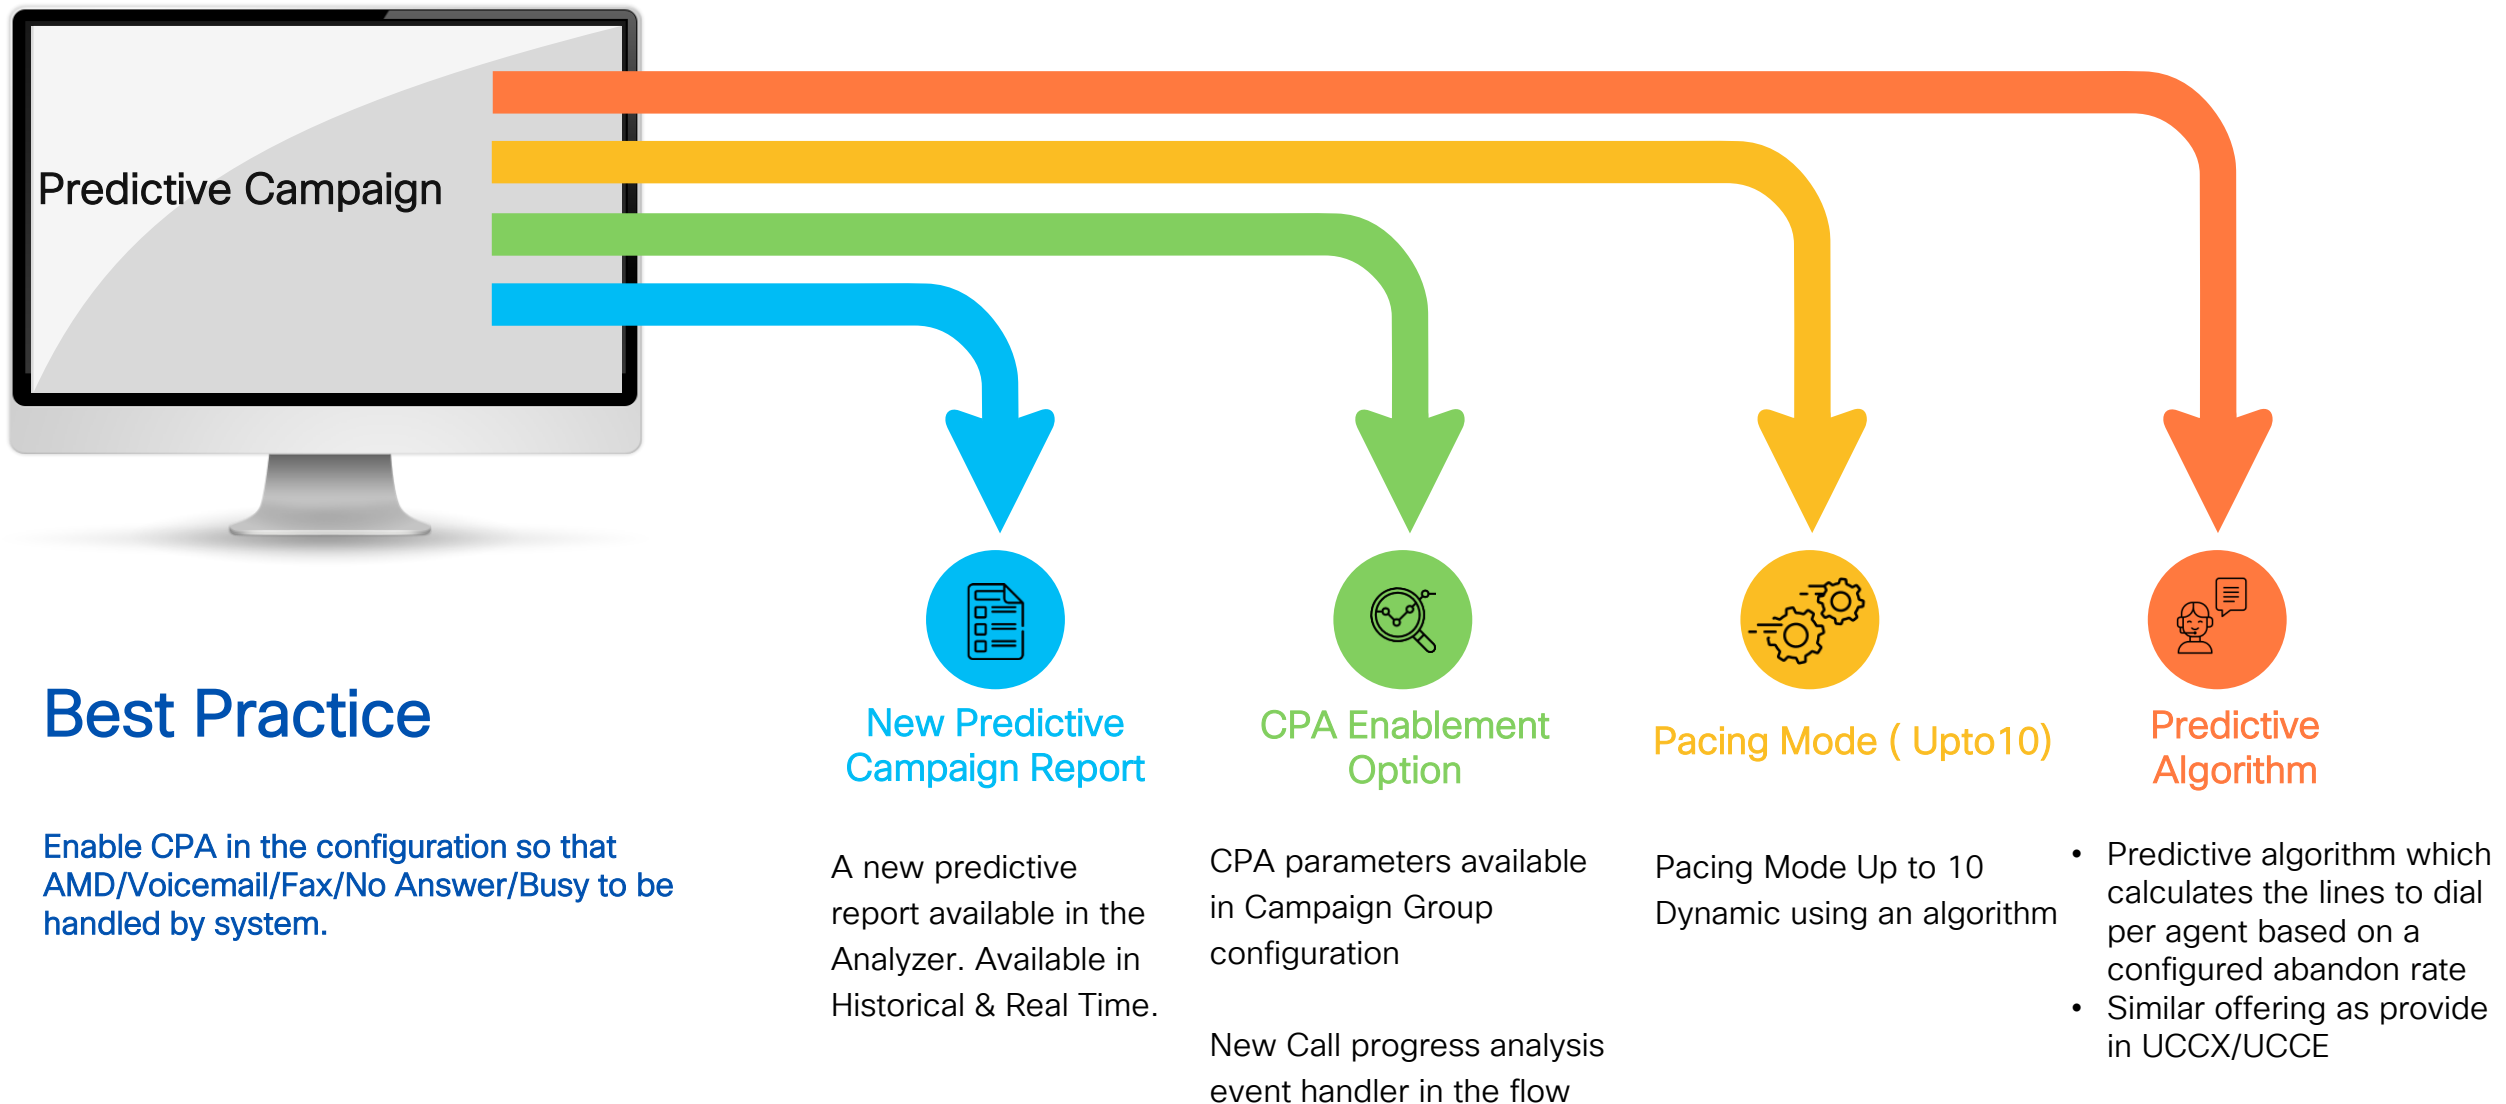 Predictive Campaign
Best Practice
Enable CPA in the configuration so that
AMD/Voicemail/Fax/No Answer/Busy to be
handled by system.
New Predictive
Campaign Report
A new predictive
report available in the
Analyzer. Available in
Historical & Real Time.
CPA Enablement
Option
CPA parameters available
in Campaign Group
configuration
New Call progress analysis
event handler in the flow
Pacing Mode ( Upto10)
Pacing Mode Up to 10
Dynamic using an algorithm
Predictive
Algorithm
• Predictive algorithm which
calculates the lines to dial
per agent based on a
configured abandon rate
• Similar offering as provide
in UCCX/UCCE